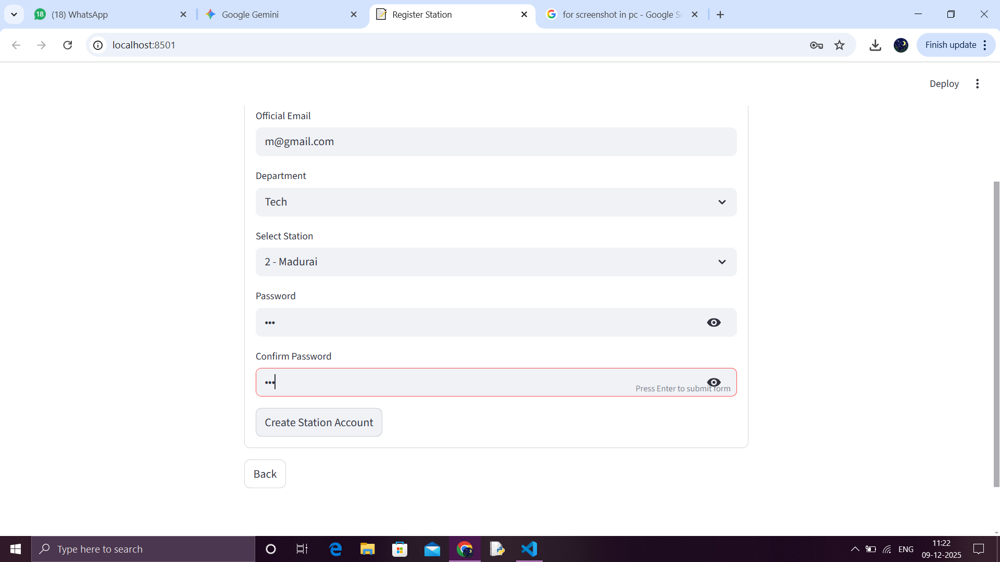 18 (18) WhatsApp
Google Gemini
Register Station
for screenshot in pc - Google Se
localhost:8501
Finish update
Deploy
Official Email
m@gmail.com
Department
Tech
Select Station
2 - Madurai
Password
•••
Confirm Password
•••
Press Enter to submit form
Create Station Account
Back
Type here to search
ENG
11:22
09-12-2025